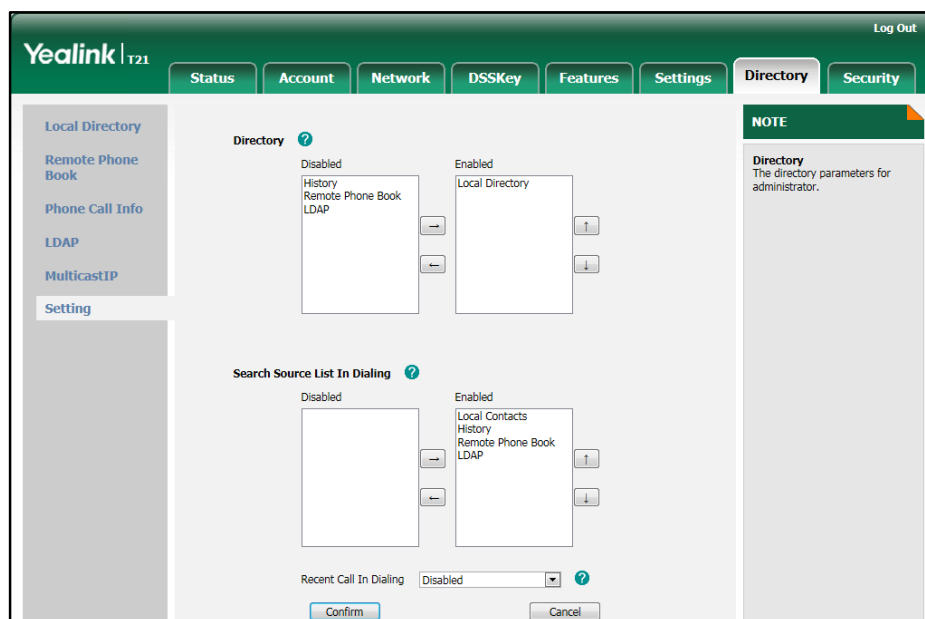 Log Out
Yealink T21
Status Account Network DSSKey Features Settings Directory Security
Local Directory
Remote Phone
Book
Phone Call Info
LDAP
MulticastIP
Setting
Directory ?
Disabled Enabled
History
Remote Phone Book
LDAP
Local Directory
→
←
↑
↓
Search Source List In Dialing ?
Disabled Enabled
Local Contacts
History
Remote Phone Book
LDAP
→
←
↑
↓
Recent Call In Dialing Disabled ?
Confirm Cancel
NOTE
Directory
The directory parameters for
administrator.